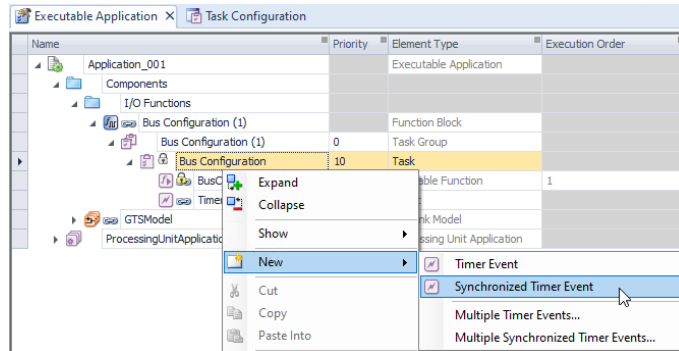 Executable Application X Task Configuration
Name Priority Element Type Execution Order
Application_001 Executable Application
Components
I/O Functions
Bus Configuration (1) Function Block
Bus Configuration (1) 0 Task Group
Bus Configuration 10 Task
BusC able Function 1
Timer
GTSModel nk Model
ProcessingUnitApplicatio ssing Unit Application
Expand
Collapse
Show
New
Cut
Copy
Paste Into
Timer Event
Synchronized Timer Event
Multiple Timer Events...
Multiple Synchronized Timer Events...